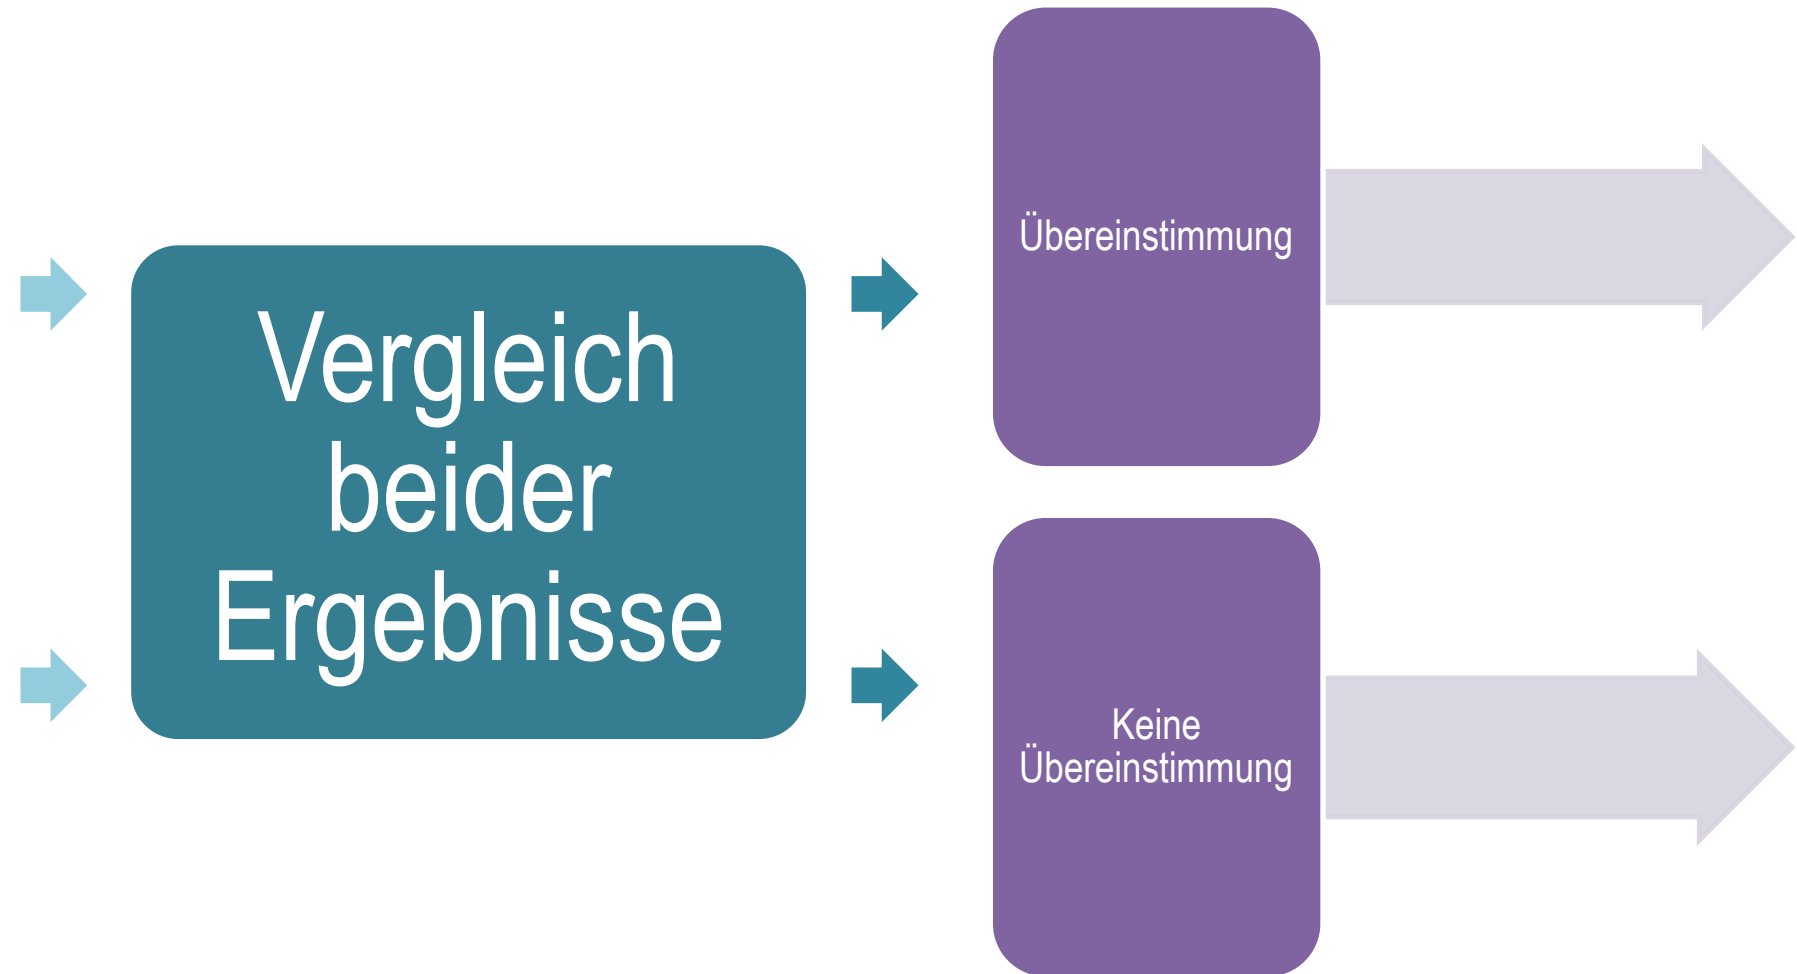 Vergleich
beider
Ergebnisse
Übereinstimmung
Keine
Übereinstimmung